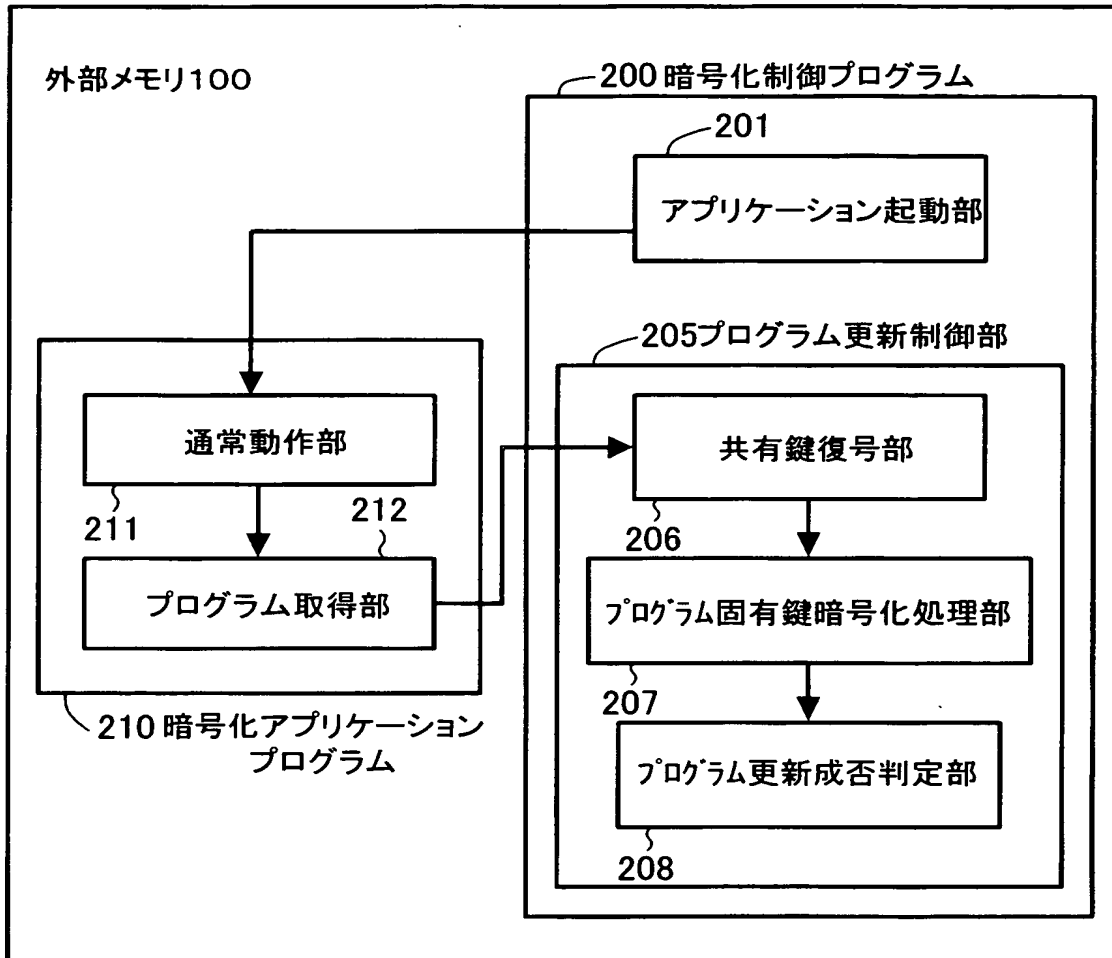 外部メモリ100
200 暗号化制御プログラム
201
アプリケーション起動部
205プログラム更新制御部
通常動作部
211
212
プログラム取得部
210 暗号化アプリケーション
プログラム
共有鍵復号部
206
プログラム固有鍵暗号化処理部
207
プログラム更新成否判定部
208